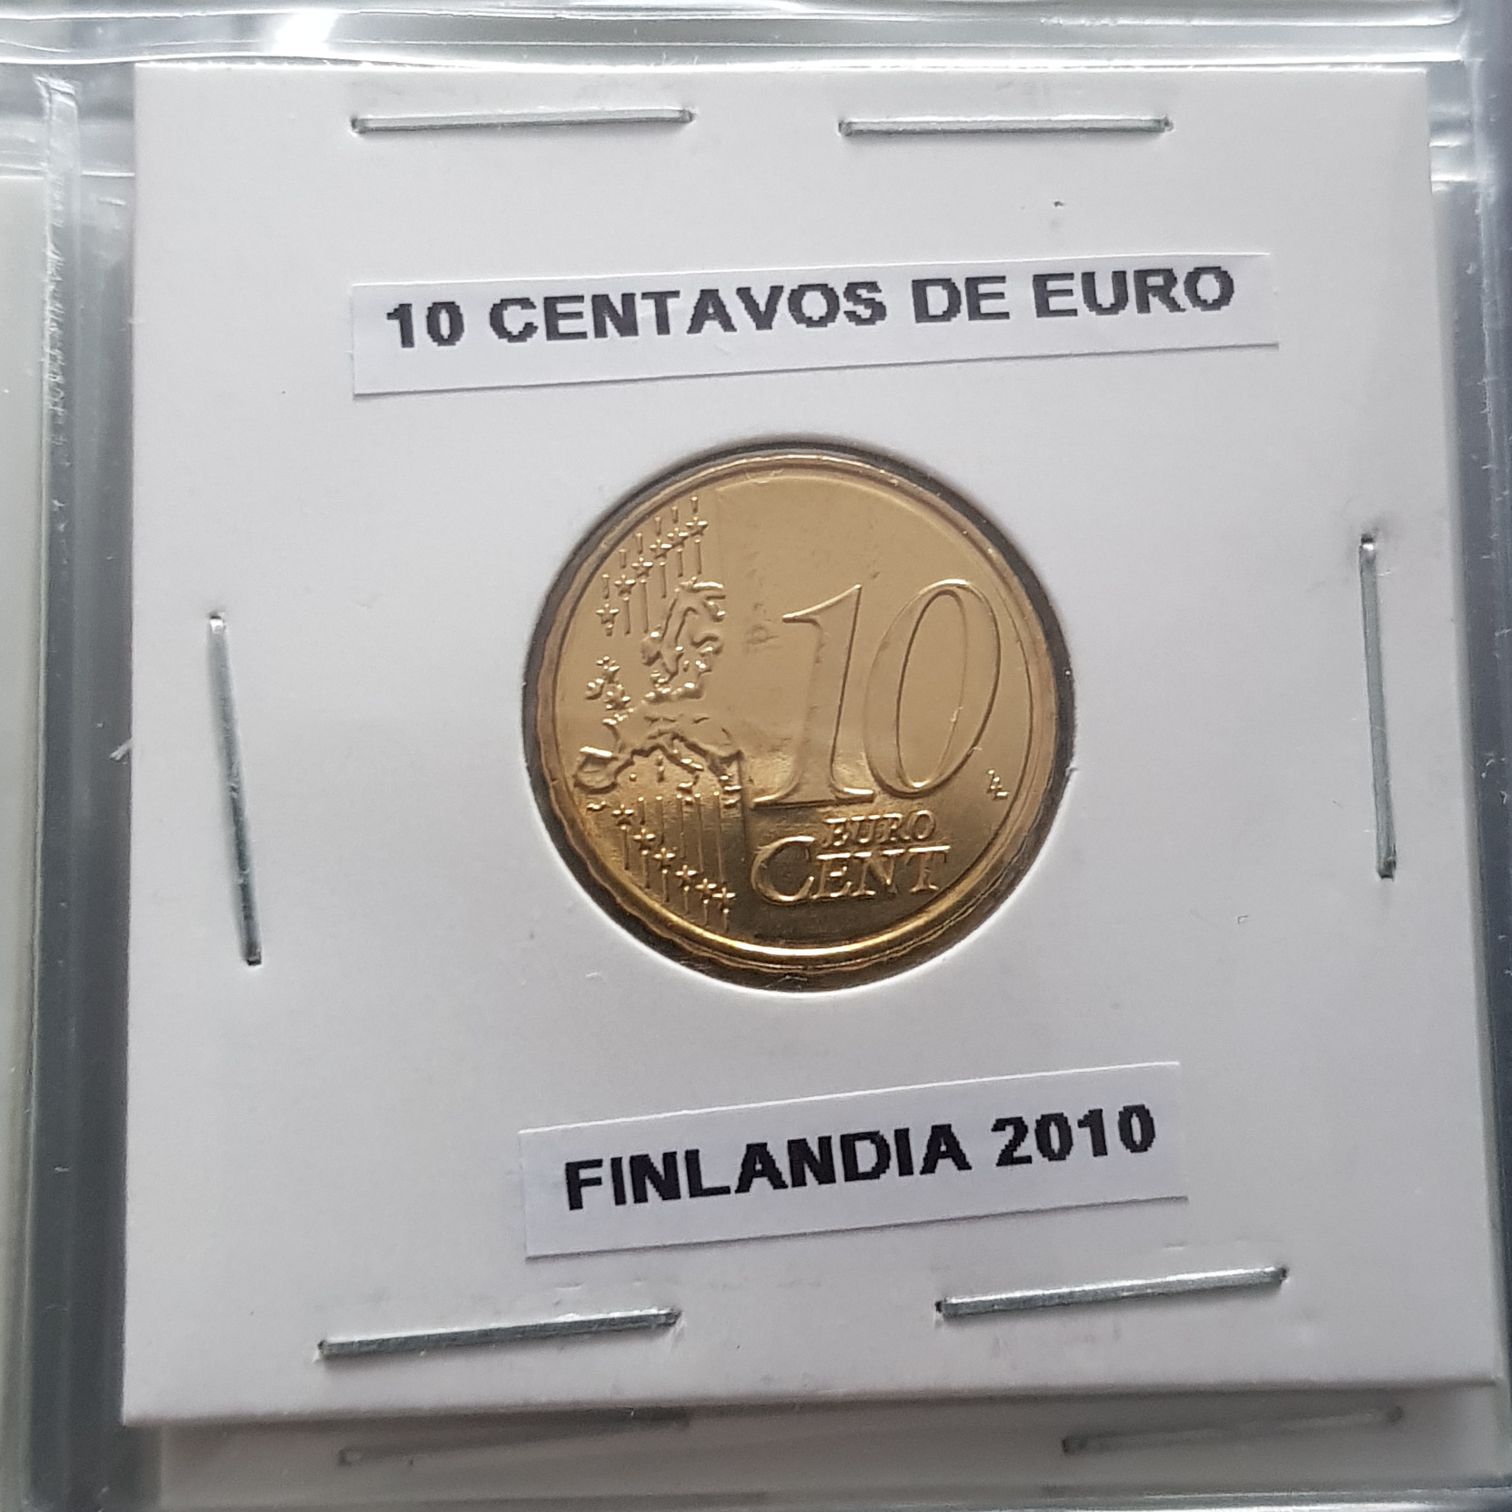 10 CENTAVOS DE EURO
10
EURO
CENT
FINLANDIA 2010